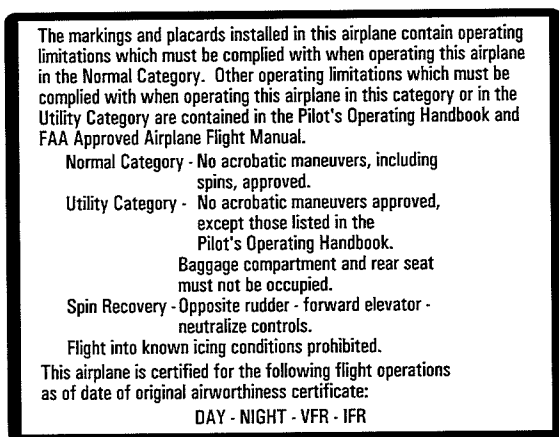 The markings and placards installed in this airplane contain operating
limitations which must be complied with when operating this airplane
in the Normal Category. Other operating limitations which must be
complied with when operating this airplane in this category or in the
Utility Category are contained in the Pilot's Operating Handbook and
FAA Approved Airplane Flight Manual.
Normal Category - No acrobatic maneuvers, including
spins, approved.
Utility Category - No acrobatic maneuvers approved,
except those listed in the
Pilot's Operating Handbook.
Baggage compartment and rear seat
must not be occupied.
Spin Recovery - Opposite rudder - forward elevator -
neutralize controls.
Flight into known icing conditions prohibited.
This airplane is certified for the following flight operations
as of date of original airworthiness certificate:
DAY - NIGHT - VFR - IFR